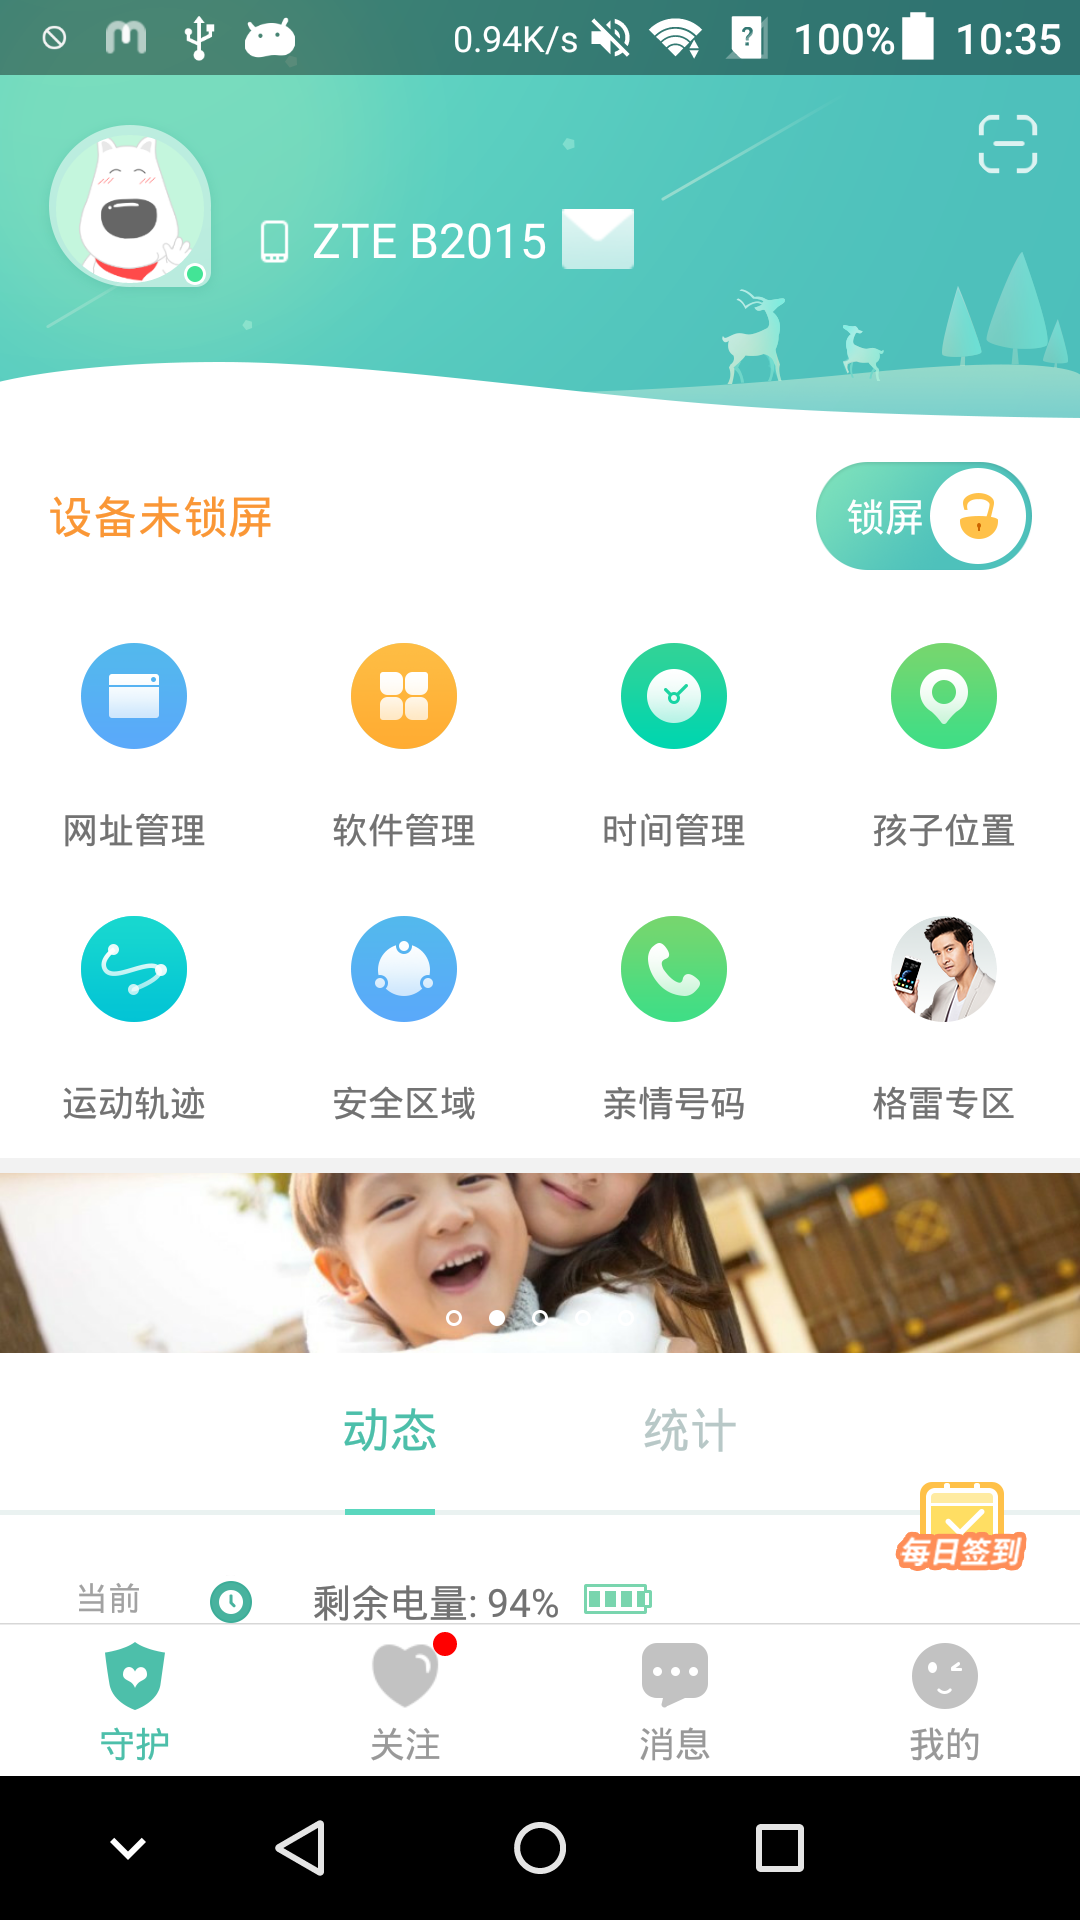 0.94K/s 100% 10:35
ZTE B2015
设备未锁屏 锁屏
网址管理 软件管理 时间管理 孩子位置
运动轨迹 安全区域 亲情号码 格雷专区
动态 统计
每日签到
当前 剩余电量: 94%
守护 关注 消息 我的